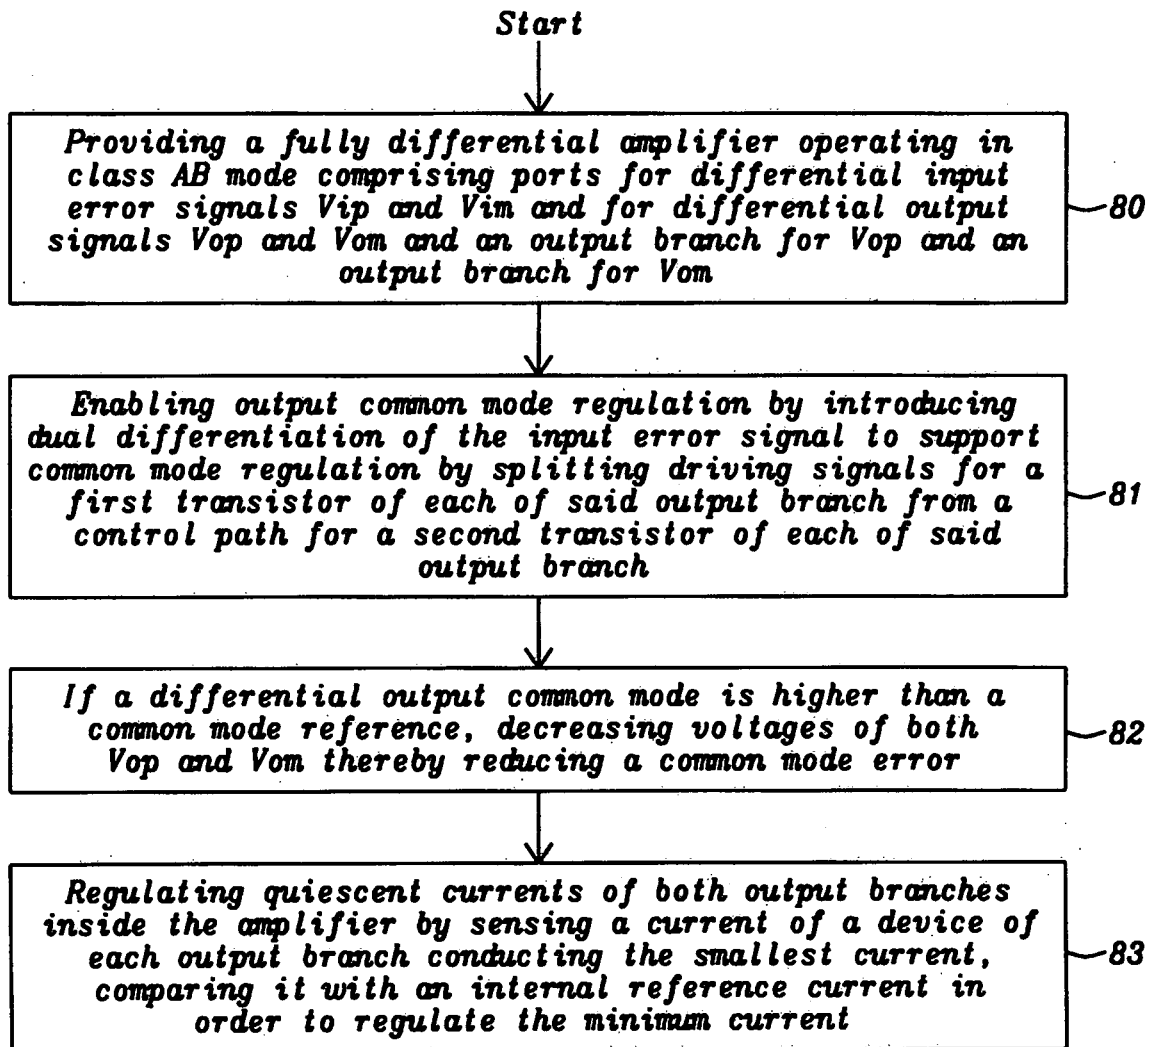 Start
Providing a fully differential amplifier operating in
class AB mode comprising ports for differential input
error signals Vip and Vim and for differential output
signals Vop and Vom and an output branch for Vop and an
output branch for Vom
80
Enabling output common mode regulation by introducing
dual differentiation of the input error signal to support
common mode regulation by splitting driving signals for a
first transistor of each of said output branch from a
control path for a second transistor of each of said
output branch
81
If a differential output common mode is higher than a
common mode reference, decreasing voltages of both
Vop and Vom thereby reducing a common mode error
82
Regulating quiescent currents of both output branches
inside the amplifier by sensing a current of a device of
each output branch conducting the smallest current,
comparing it with an internal reference current in
order to regulate the minimum current
83